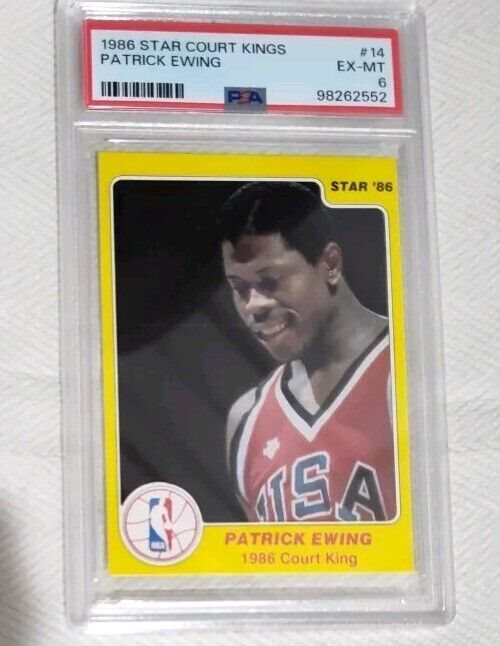 1986 STAR COURT KINGS #14
PATRICK EWING EX-MT
6
PSA 98262552
STAR '86
USA
NBA
PATRICK EWING
1986 Court King